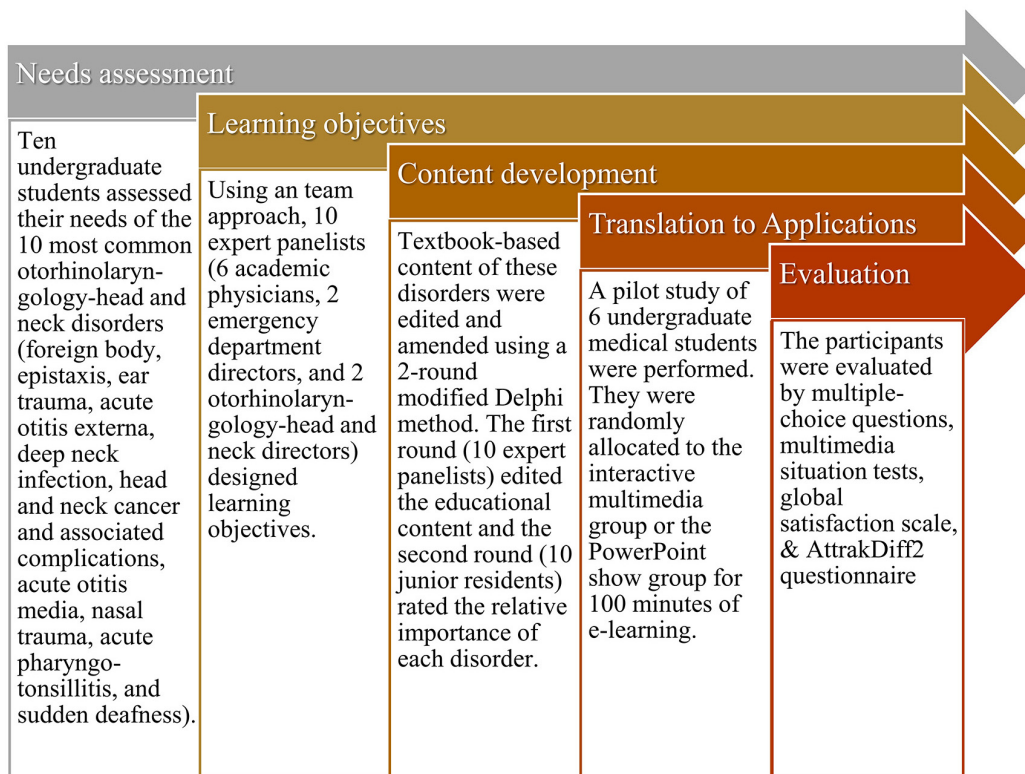 Needs assessment
Ten
undergraduate
students assessed
their needs of the
10 most common
otorhinolaryn-
gology-head and
neck disorders
(foreign body,
epistaxis, ear
trauma, acute
otitis externa,
deep neck
infection, head
and neck cancer
and associated
complications,
acute otitis
media, nasal
trauma, acute
pharyngo-
tonsillitis, and
sudden deafness).
Learning objectives
Using an team
approach, 10
expert panelists
(6 academic
physicians, 2
emergency
department
directors, and 2
otorhinolaryn-
gology-head and
neck directors)
designed
learning
objectives.
Content development
Textbook-based
content of these
disorders were
edited and
amended using a
2-round
modified Delphi
method. The first
round (10 expert
panelists) edited
the educational
content and the
second round (10
junior residents)
rated the relative
importance of
each disorder.
Translation to Applications
A pilot study of
6 undergraduate
medical students
were performed.
They were
randomly
allocated to the
interactive
multimedia
group or the
PowerPoint
show group for
100 minutes of
e-learning.
Evaluation
The participants
were evaluated
by multiple-
choice questions,
multimedia
situation tests,
global
satisfaction scale,
& AttrakDiff2
questionnaire